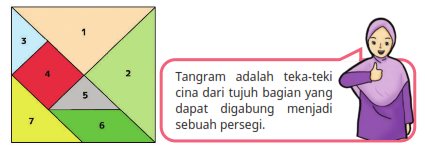 1
3
4
2
5
7
6
Tangram adalah teka-teki
cina dari tujuh bagian yang
dapat digabung menjadi
sebuah persegi.